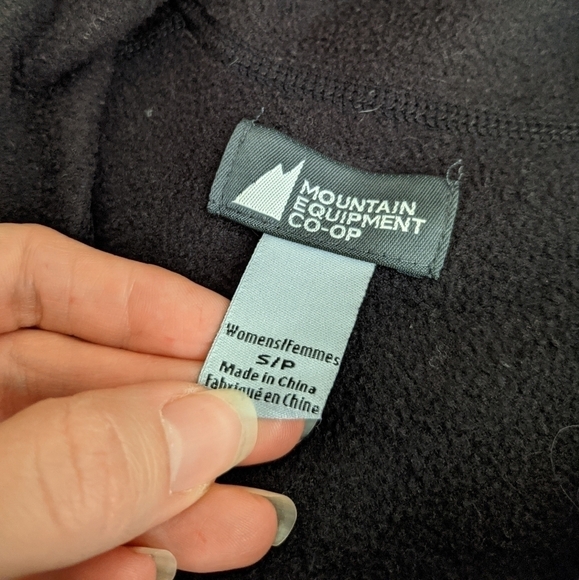 MOUNTAIN
EQUIPMENT
CO-OP
Womens/Femmes
S/P
Made in China
Fabriqué en Chine